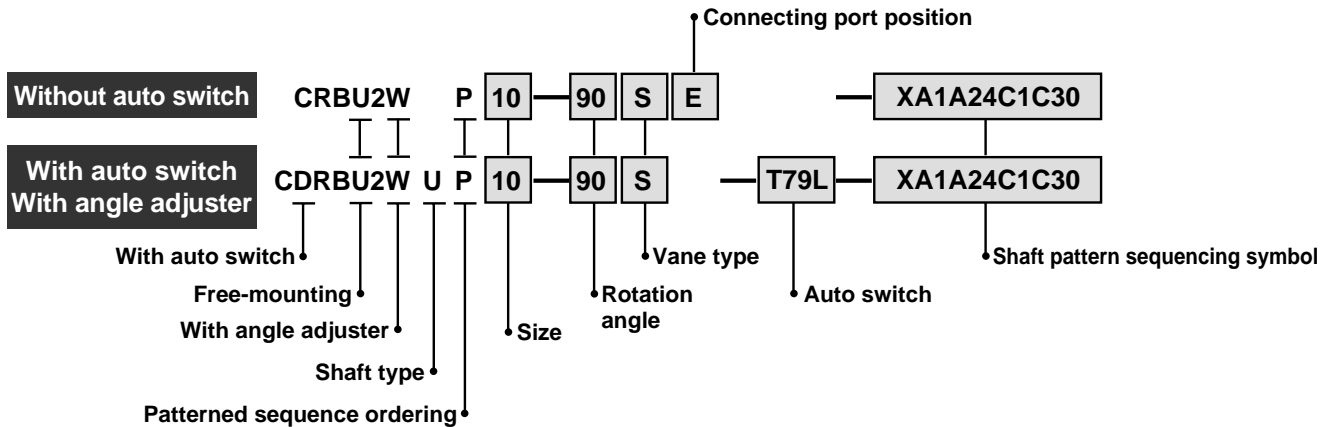 Connecting port position
Without auto switch CRBU2W P 10 — 90 S E — XA1A24C1C30
With auto switch
With angle adjuster
CDRBU2W U P 10 — 90 S — T79L — XA1A24C1C30
With auto switch
Vane type
Shaft pattern sequencing symbol
Free-mounting
Rotation
angle
Auto switch
With angle adjuster
Size
Shaft type
Patterned sequence ordering